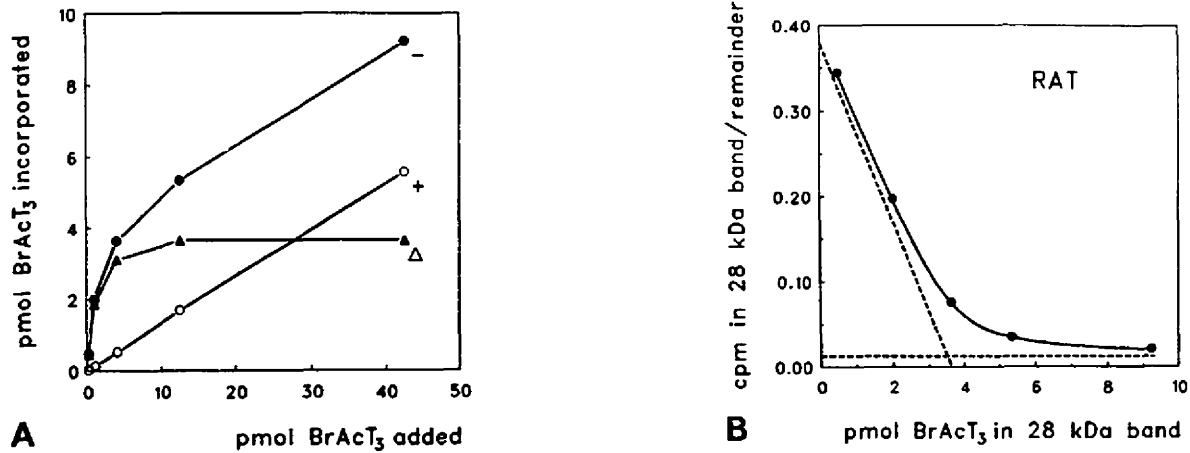 pmol BrAcT₃ incorporated
10
8
6
4
2
0
−
+
Δ
0 10 20 30 40 50
A pmol BrAcT₃ added
cpm in 28 kDa band/remainder
0.40
0.30
0.20
0.10
0.00
RAT
0 2 4 6 8 10
B pmol BrAcT₃ in 28 kDa band